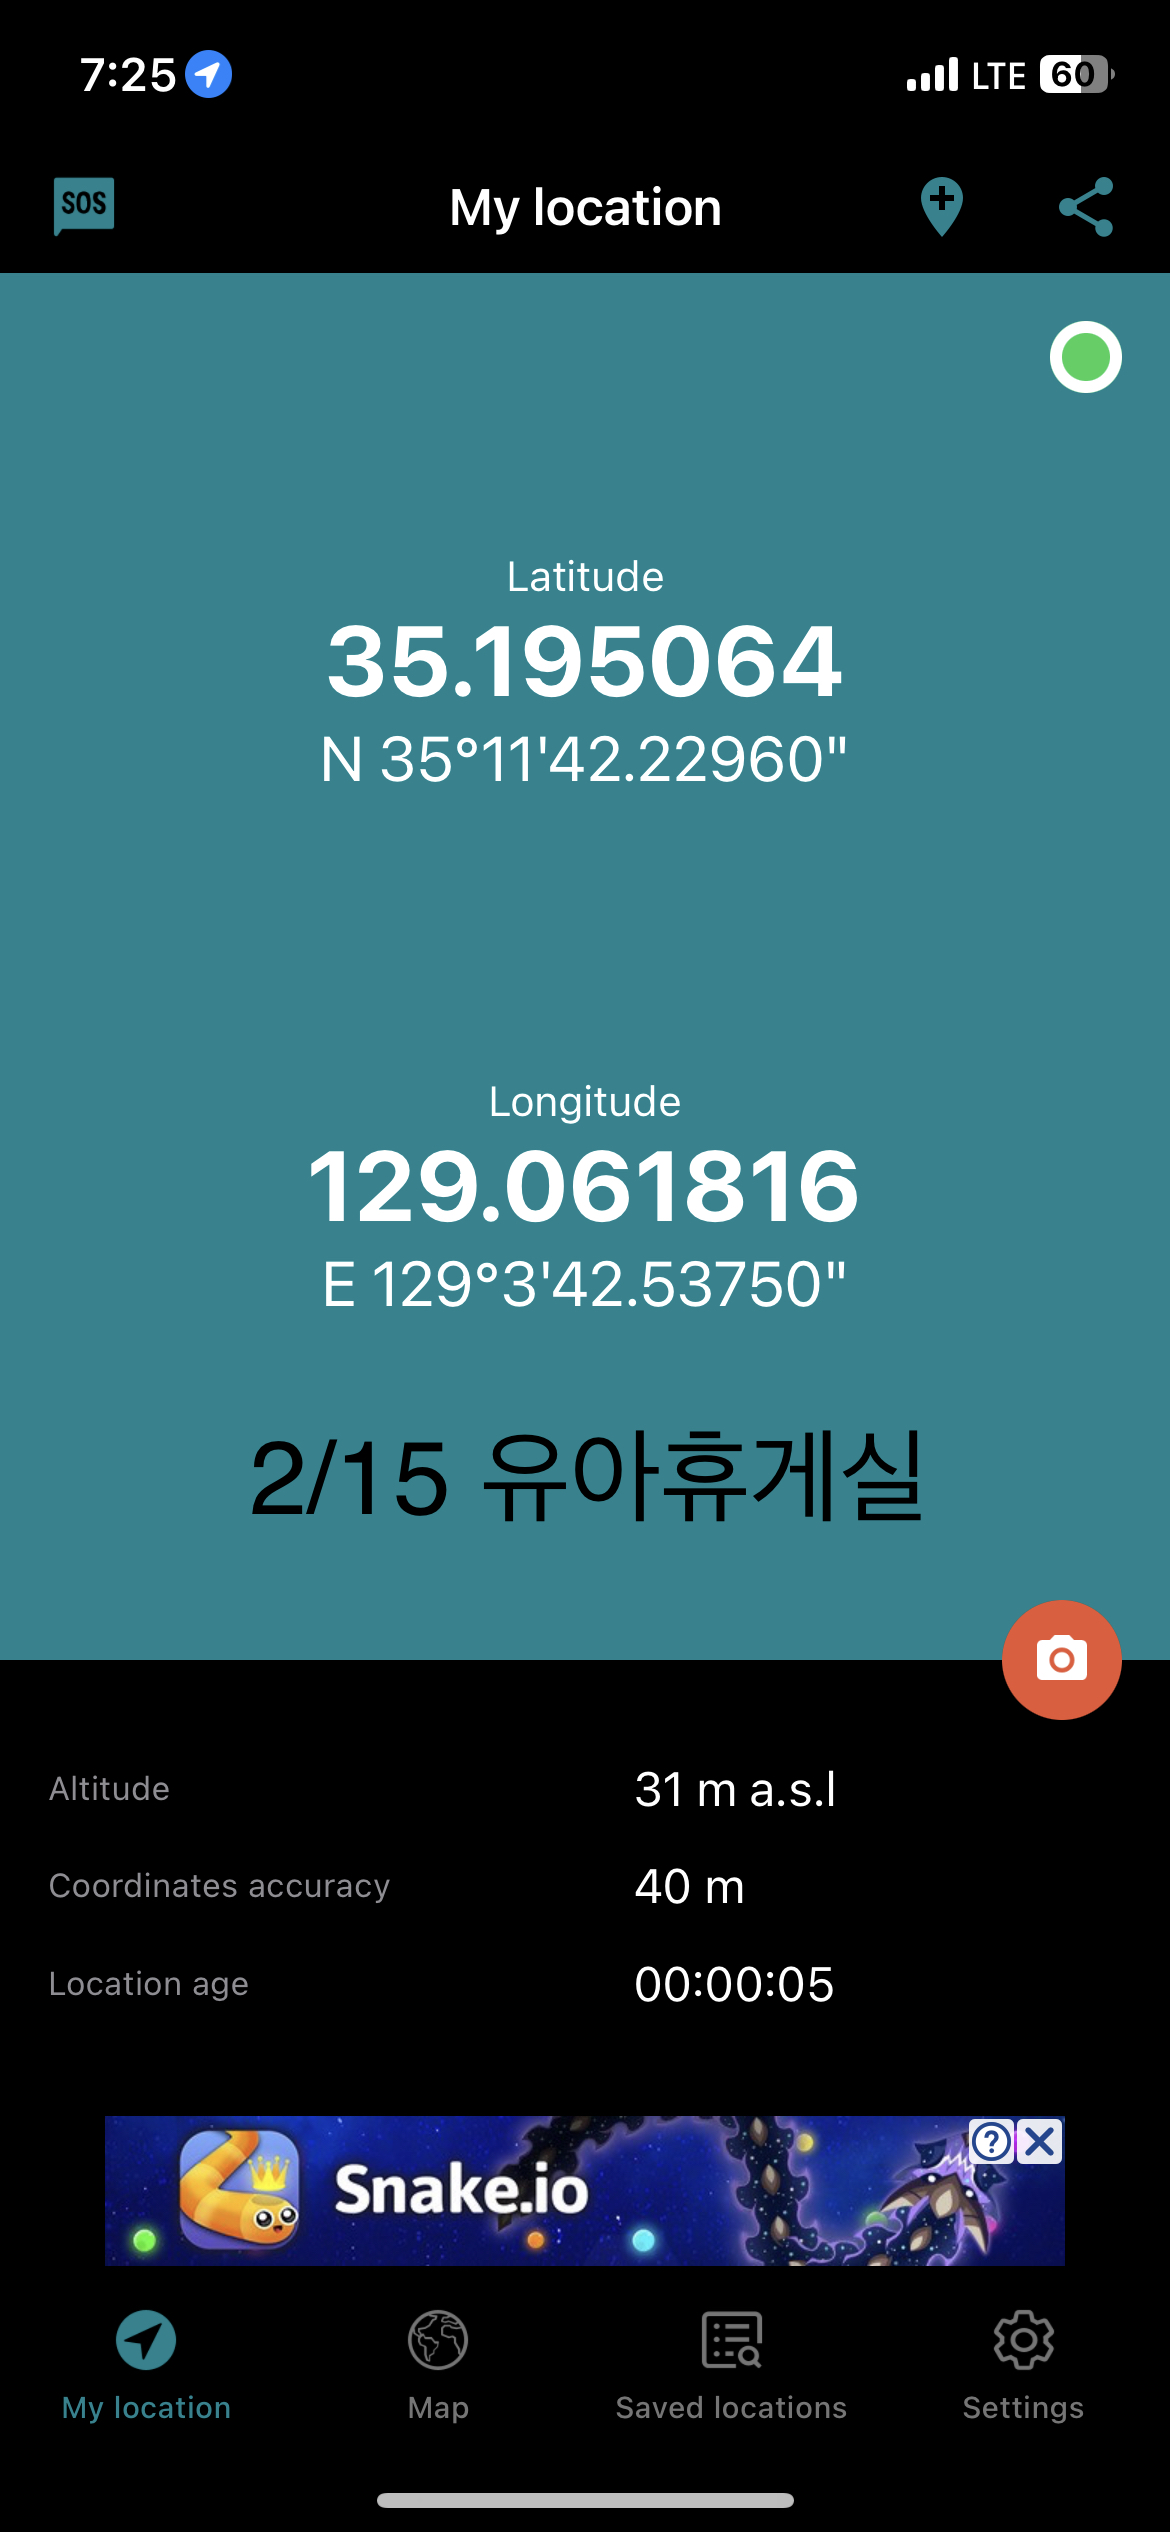 7:25 LTE 60
SOS My location
Latitude
35.195064
N 35°11'42.22960"
Longitude
129.061816
E 129°3'42.53750"
2/15 유아휴게실
Altitude 31 m a.s.l
Coordinates accuracy 40 m
Location age 00:00:05
Snake.io
My location Map Saved locations Settings